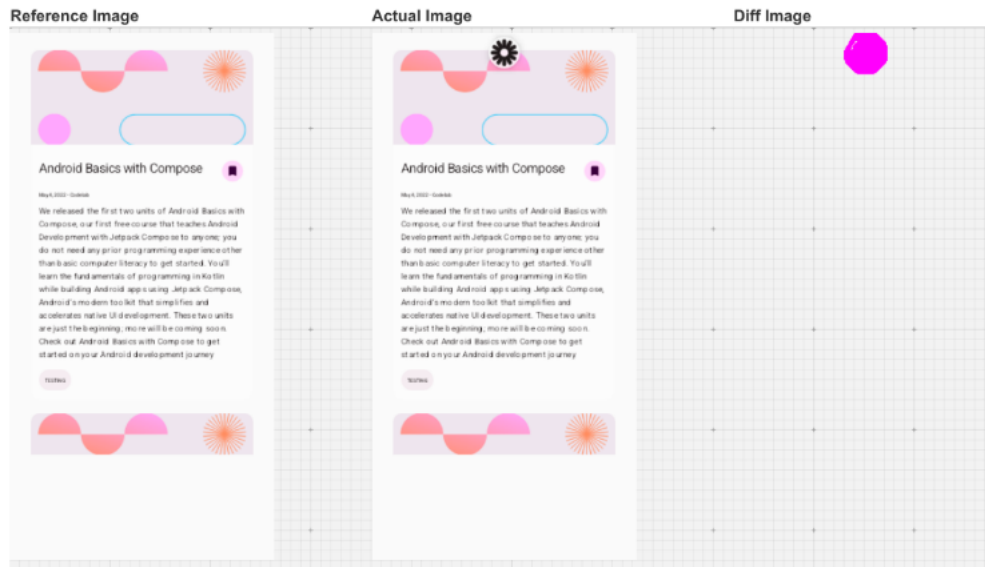 Reference Image
Actual Image
Diff Image
Android Basics with Compose
May 4, 2022 • Codelab
We released the first two units of Android Basics with
Compose, our first free course that teaches Android
Development with Jetpack Compose to anyone; you
do not need any prior programming experience other
than basic computer literacy to get started. You'll
learn the fundamentals of programming in Kotlin
while building Android apps using Jetpack Compose,
Android's modern toolkit that simplifies and
accelerates native UI development. These two units
are just the beginning; more will be coming soon.
Check out Android Basics with Compose to get
started on your Android development journey
TESTING
Android Basics with Compose
May 4, 2022 • Codelab
We released the first two units of Android Basics with
Compose, our first free course that teaches Android
Development with Jetpack Compose to anyone; you
do not need any prior programming experience other
than basic computer literacy to get started. You'll
learn the fundamentals of programming in Kotlin
while building Android apps using Jetpack Compose,
Android's modern toolkit that simplifies and
accelerates native UI development. These two units
are just the beginning; more will be coming soon.
Check out Android Basics with Compose to get
started on your Android development journey
TESTING